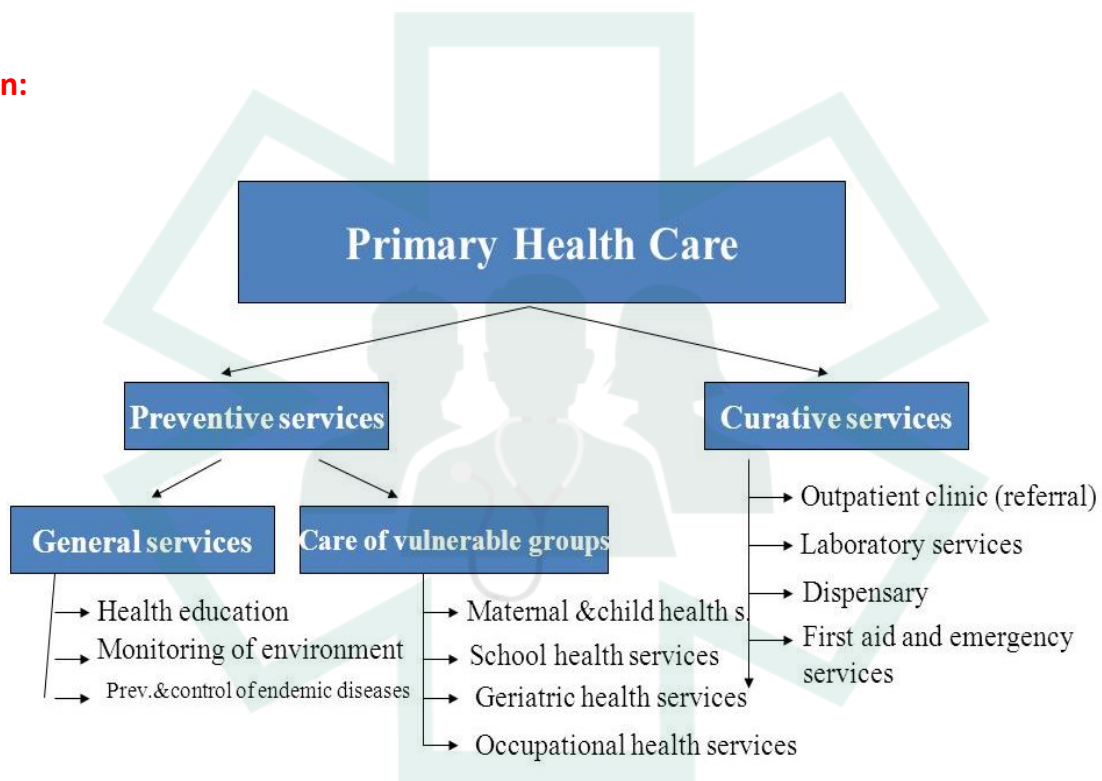 n:
Primary Health Care
Preventive services
Curative services
General services
Care of vulnerable groups
Health education
Monitoring of environment
Prev.&control of endemic diseases
Maternal &child health s.
School health services
Geriatric health services
Occupational health services
Outpatient clinic (referral)
Laboratory services
Dispensary
First aid and emergency
services